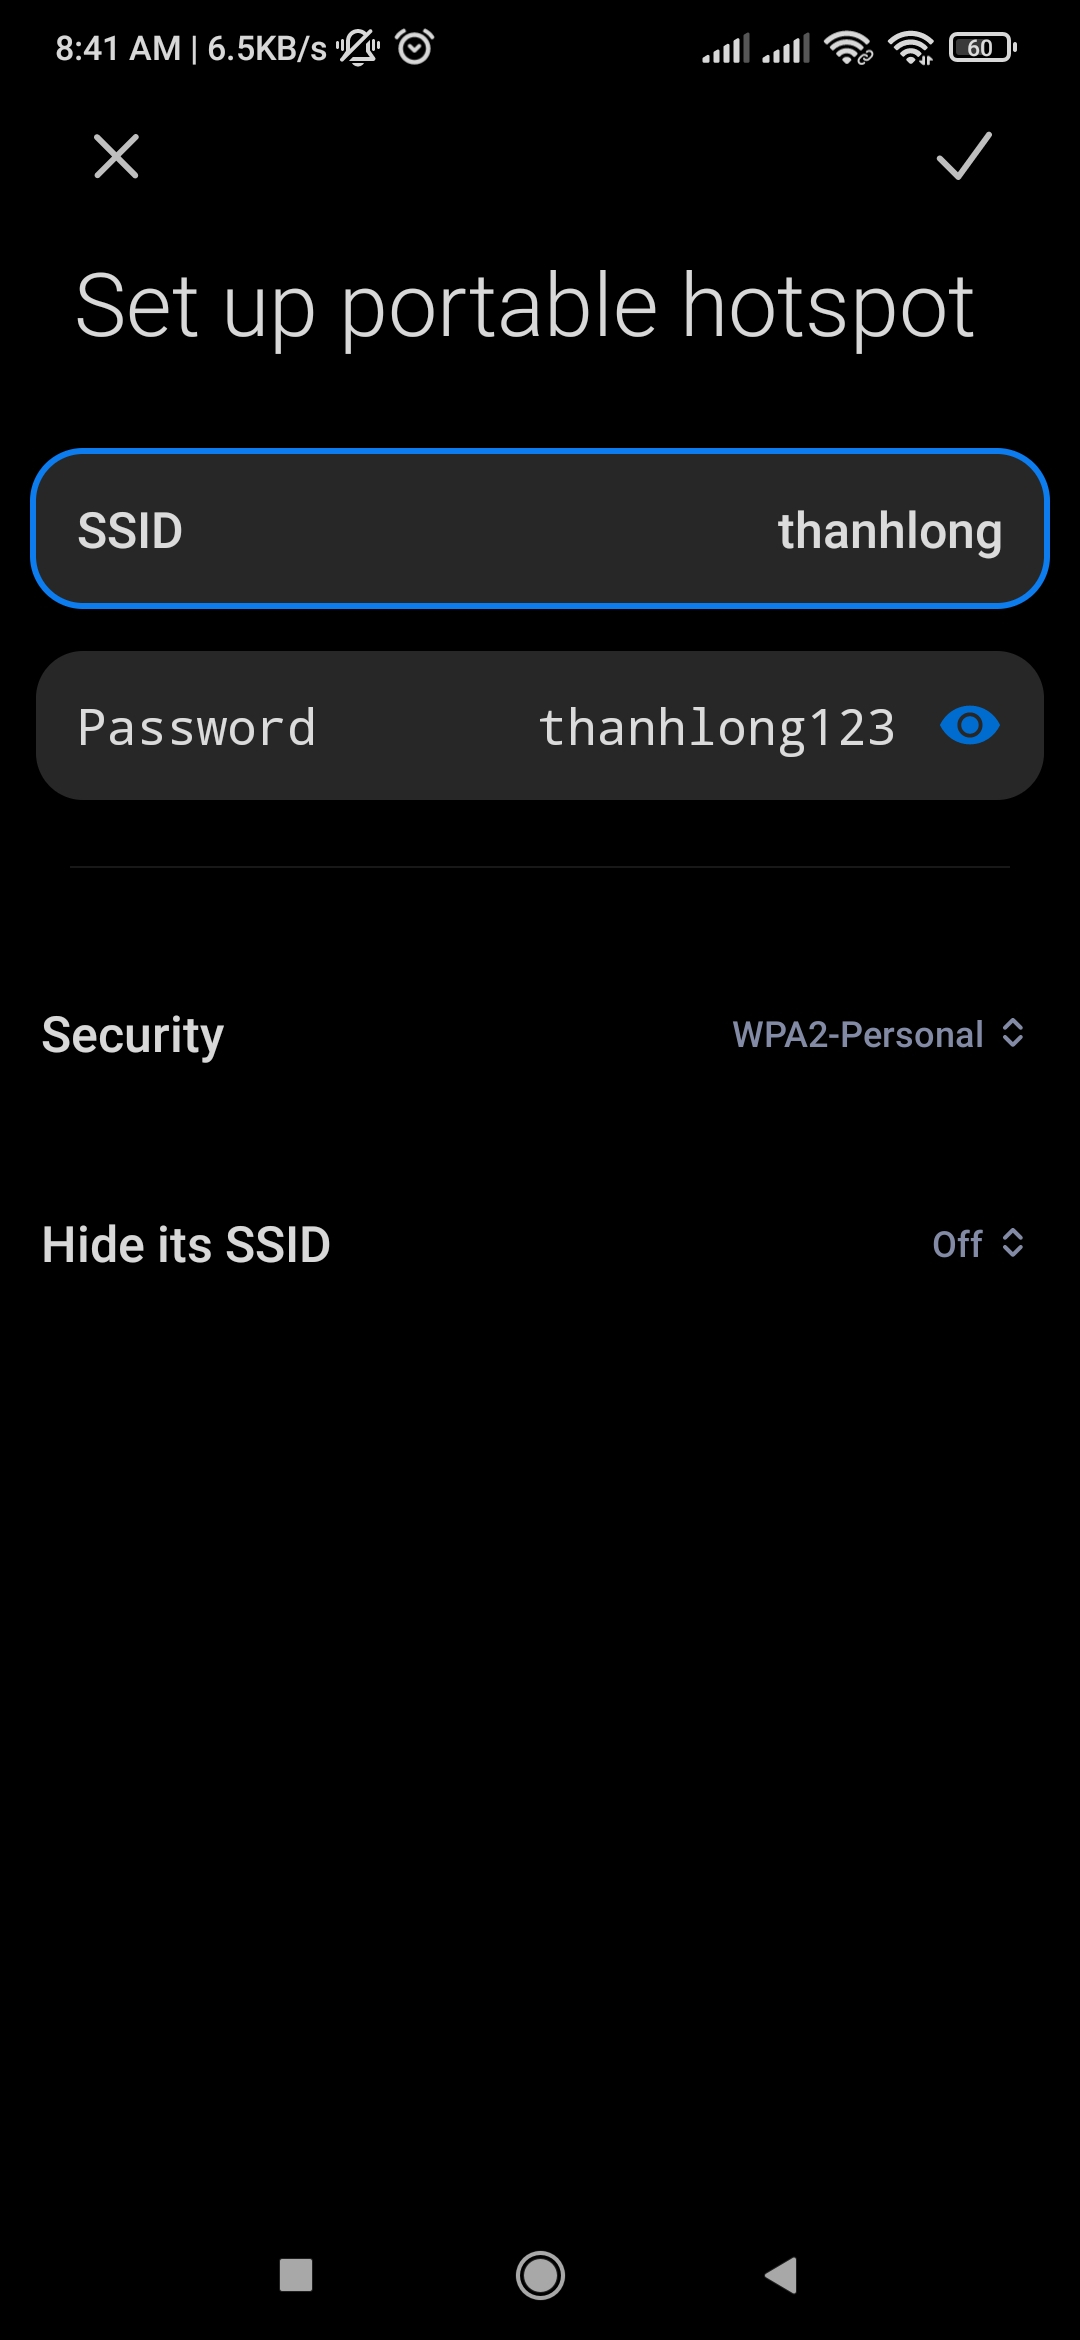 8:41 AM | 6.5KB/s 60
Set up portable hotspot
SSID thanhlong
Password thanhlong123
Security WPA2-Personal
Hide its SSID Off